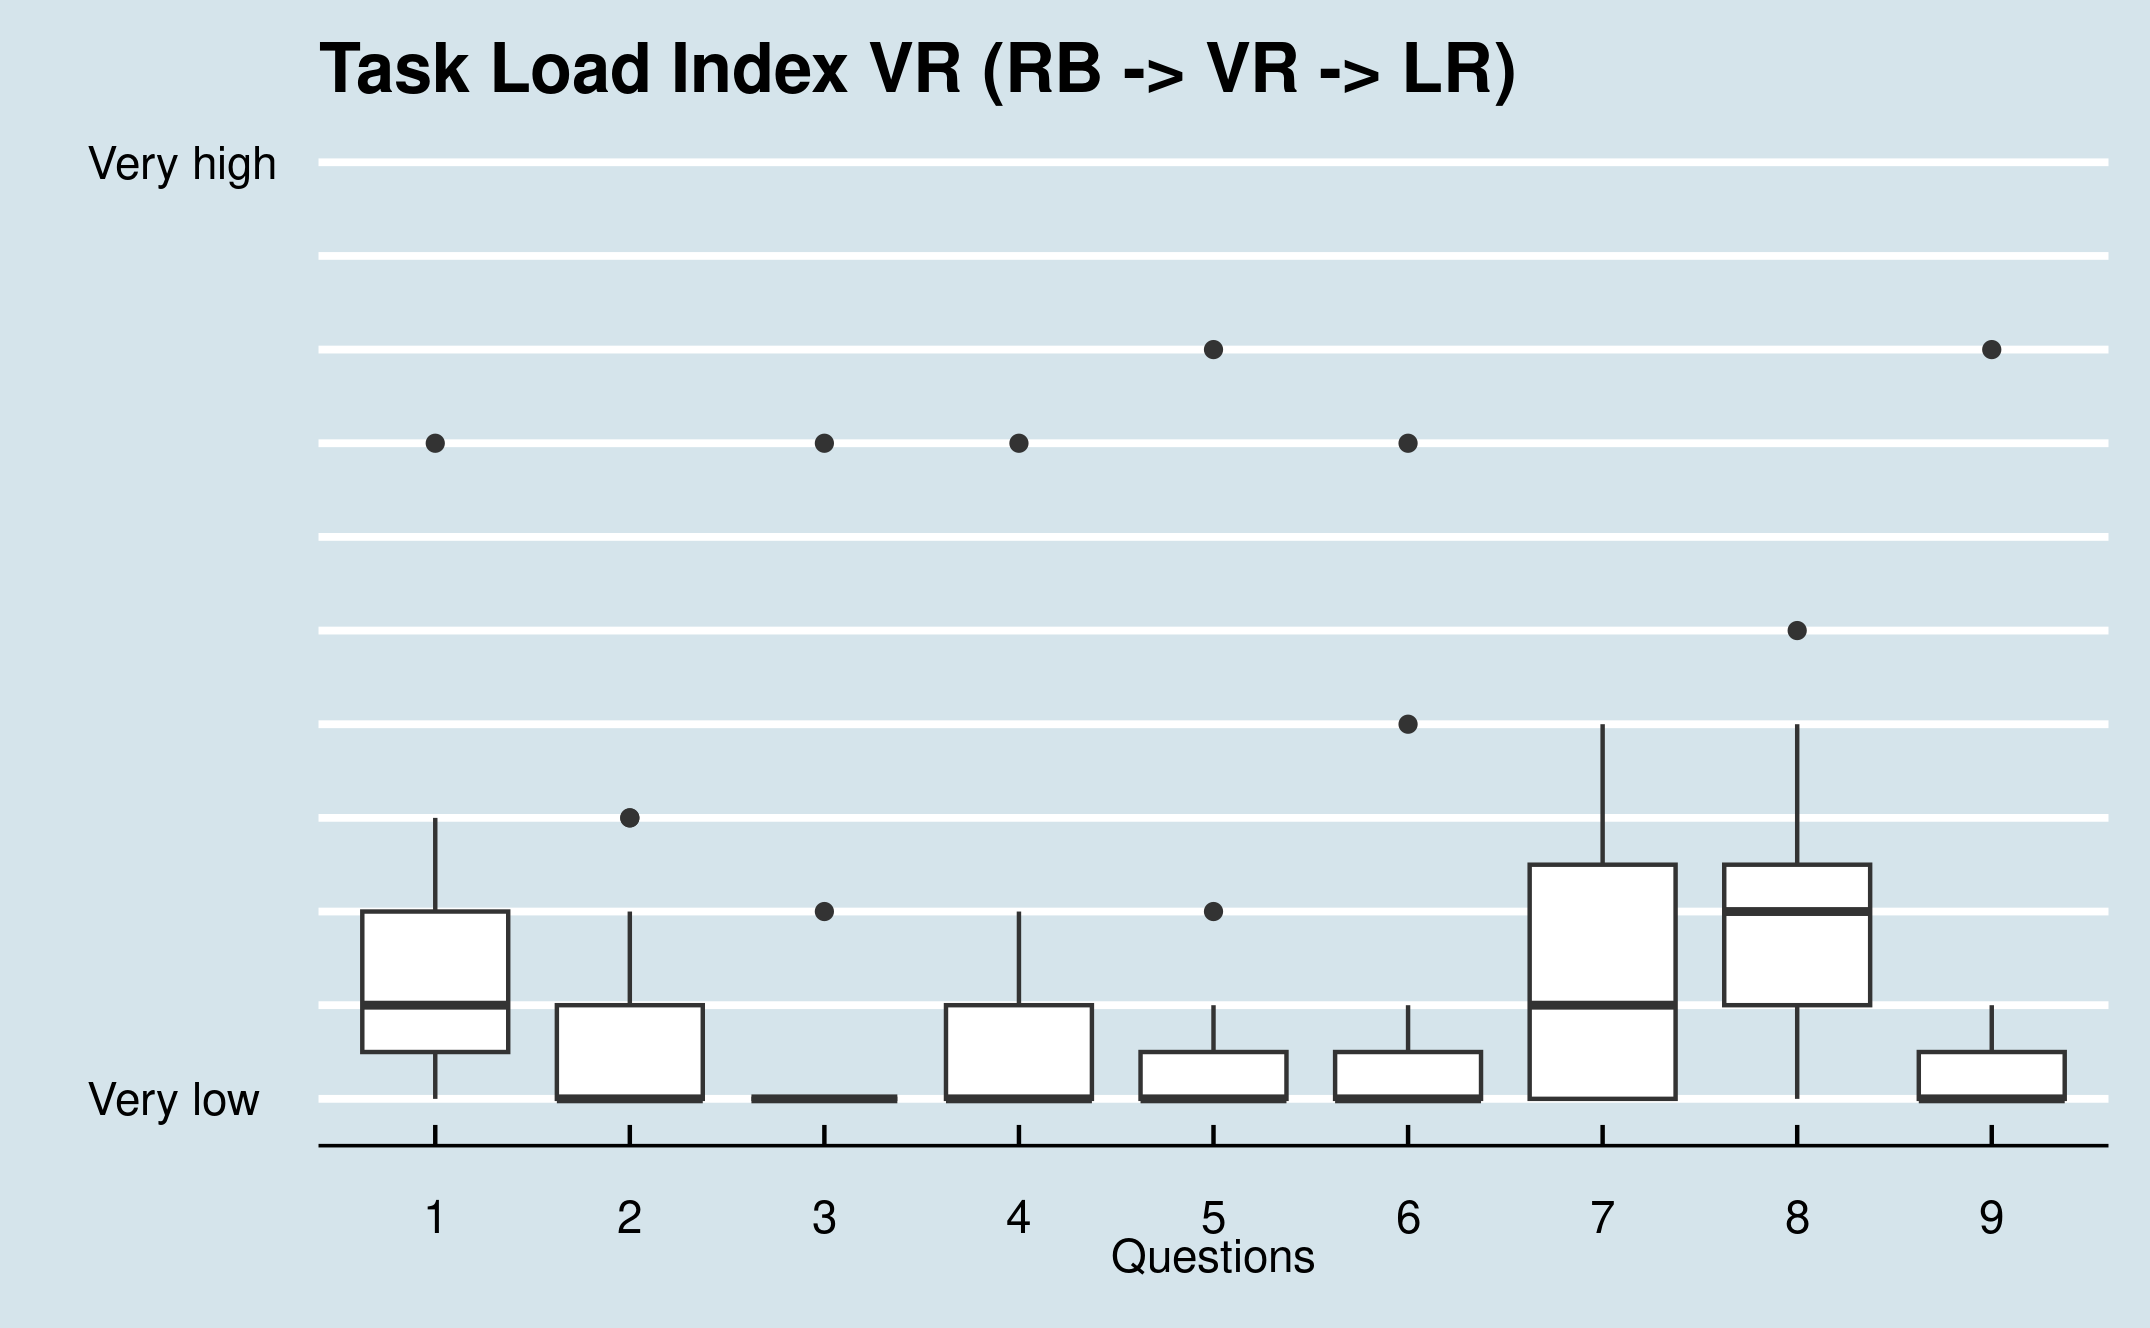 Task Load Index VR (RB -> VR -> LR)
Very high
Very low
1 2 3 4 5 6 7 8 9
Questions